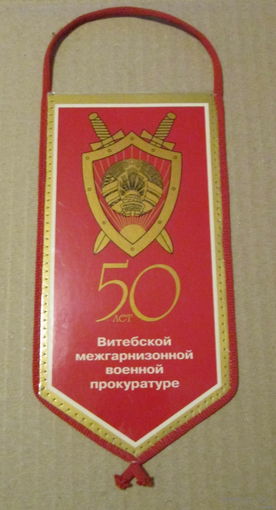 50
лет
Витебской
межгарнизонной
военной
прокуратуре